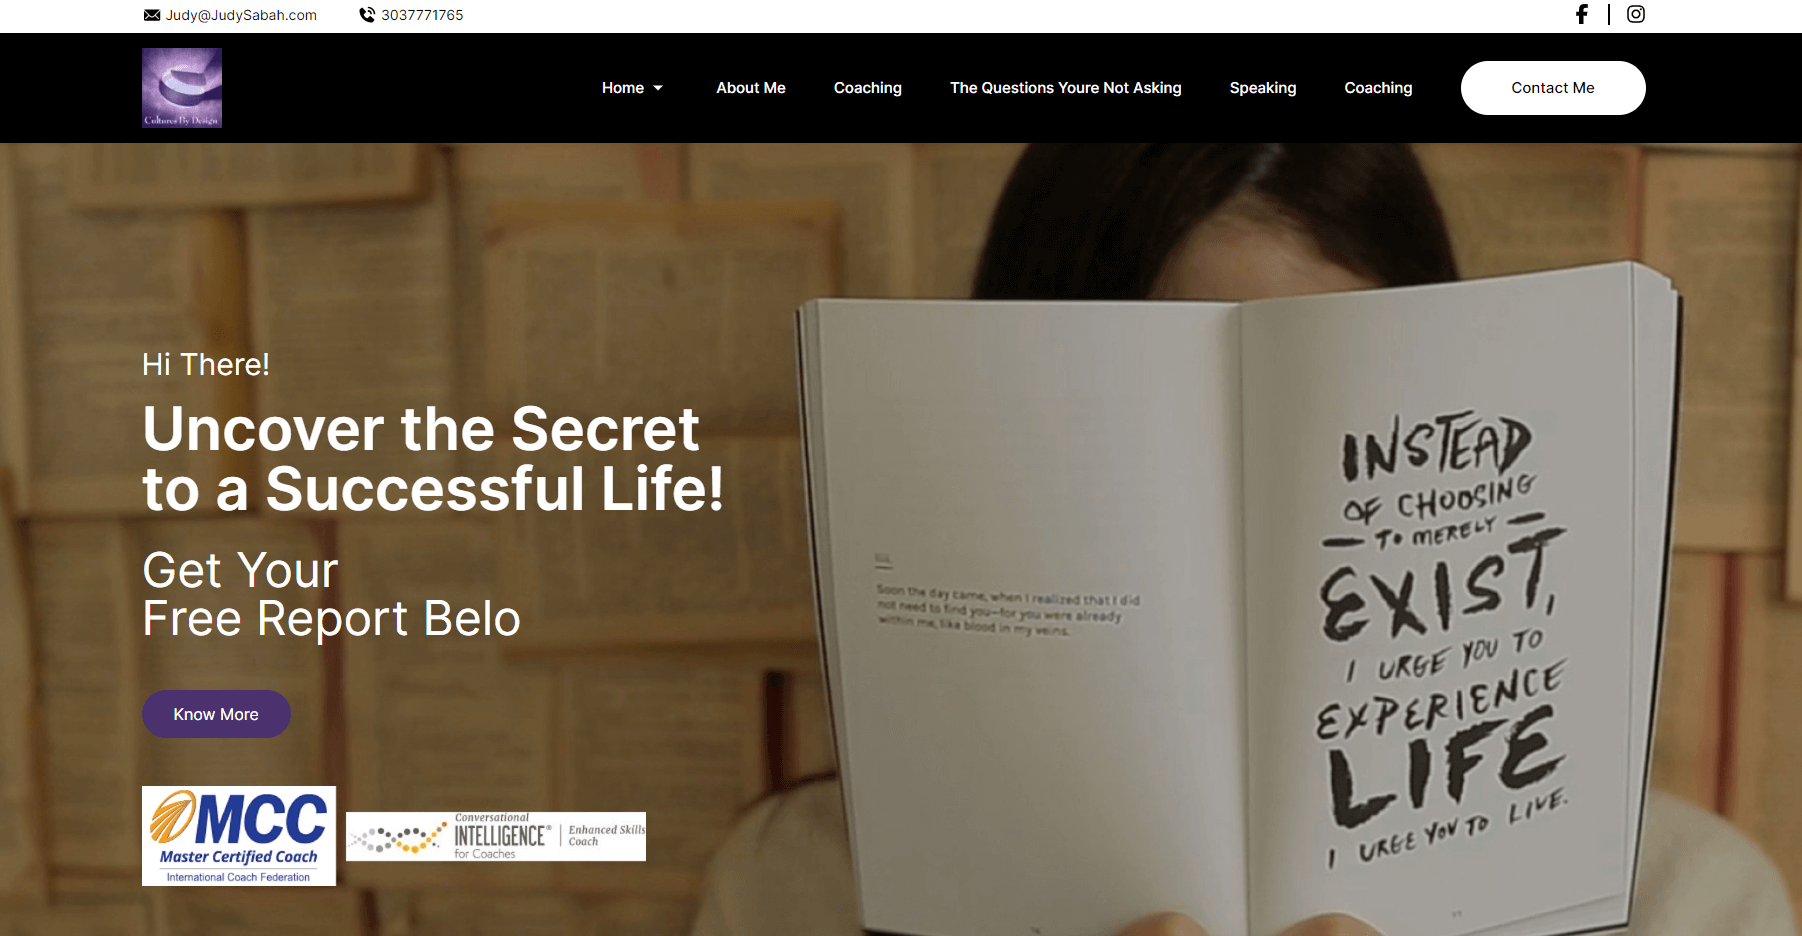 Judy@JudySabah.com
3037771765
Cultures By Design
Home
About Me
Coaching
The Questions Youre Not Asking
Speaking
Coaching
Contact Me
Hi There!
Uncover the Secret
to a Successful Life!
Get Your
Free Report Belo
Know More
MCC
Master Certified Coach
International Coach Federation
Conversational
INTELLIGENCE®
for Coaches
Enhanced Skills
Coach
Soon the day came, when I realized that I did
not need to find you—for you were already
within me, like blood in my veins.
INSTEAD
OF CHOOSING
TO MERELY
EXIST,
I URGE YOU TO
EXPERIENCE
LIFE
I URGE YOU TO LIVE.